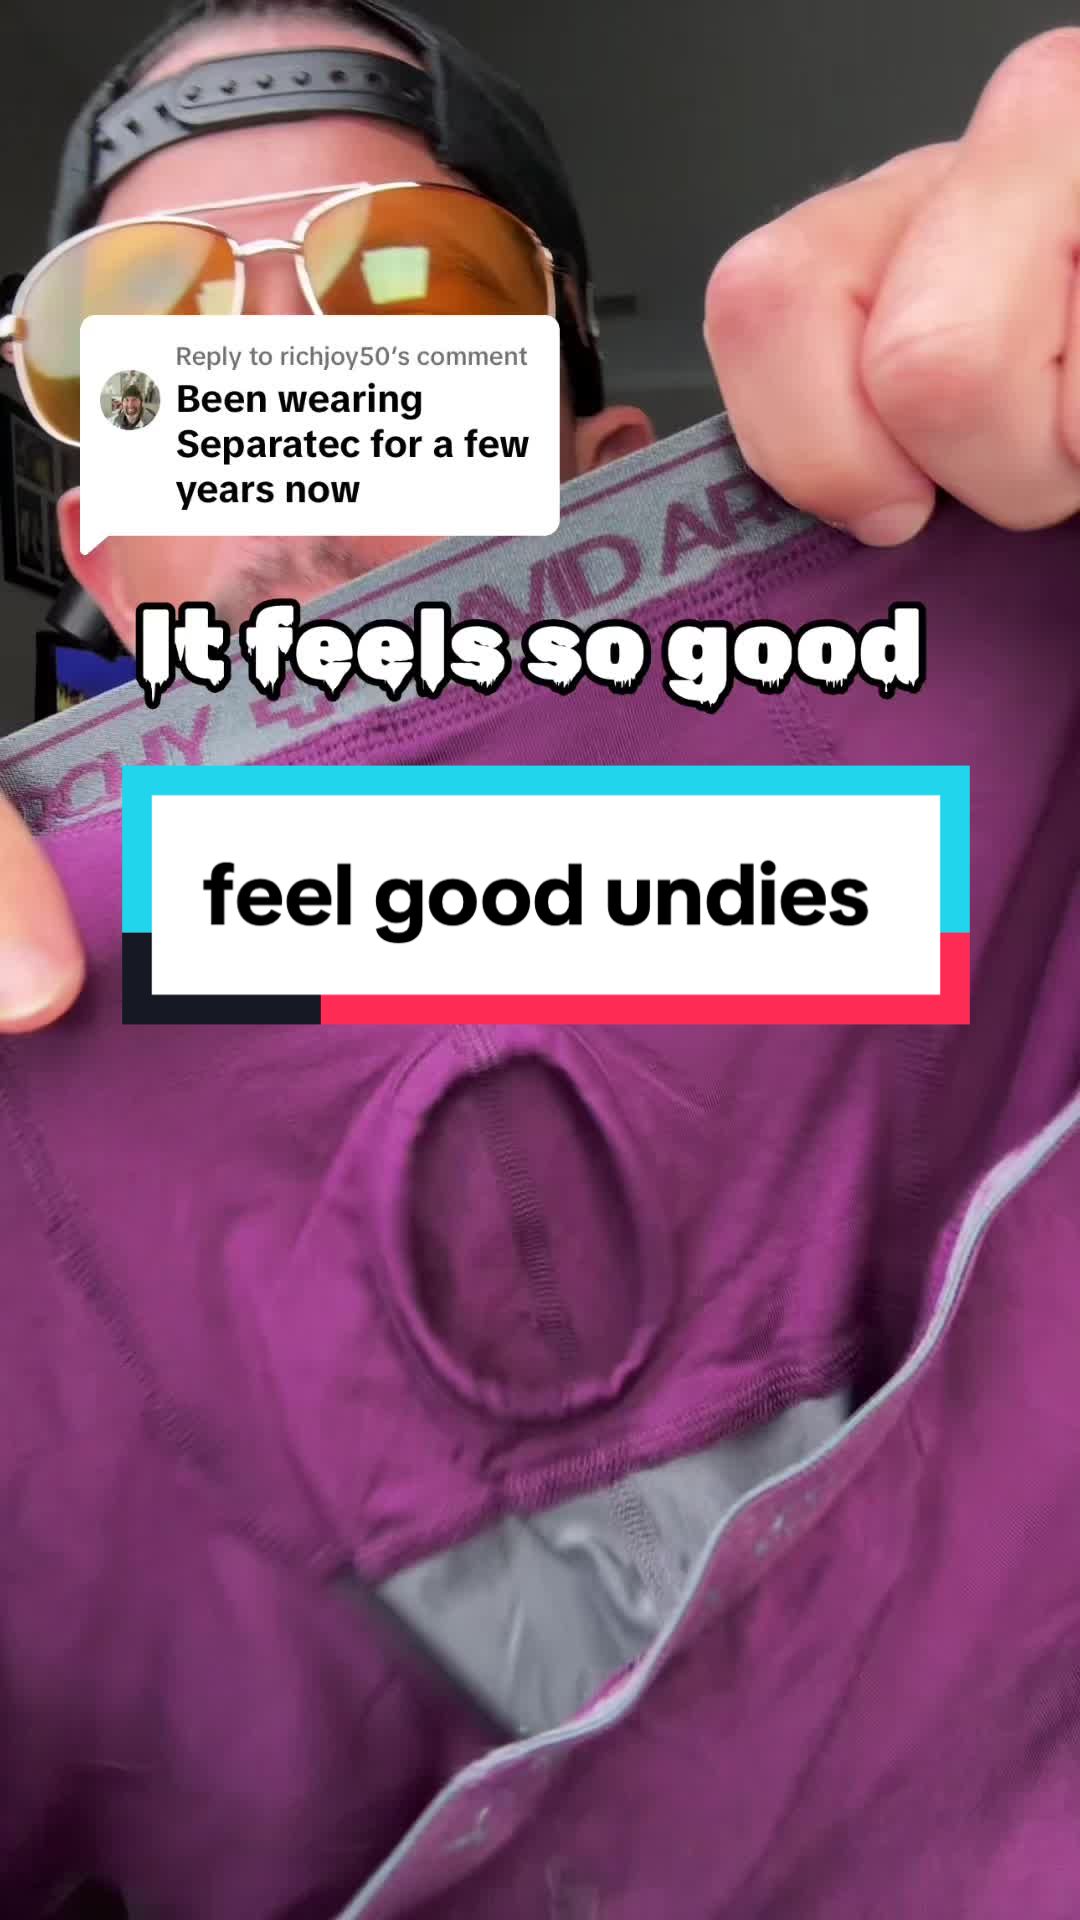 Reply to richjoy50's comment
Been wearing
Separatec for a few
years now
It feels so good
feel good undies